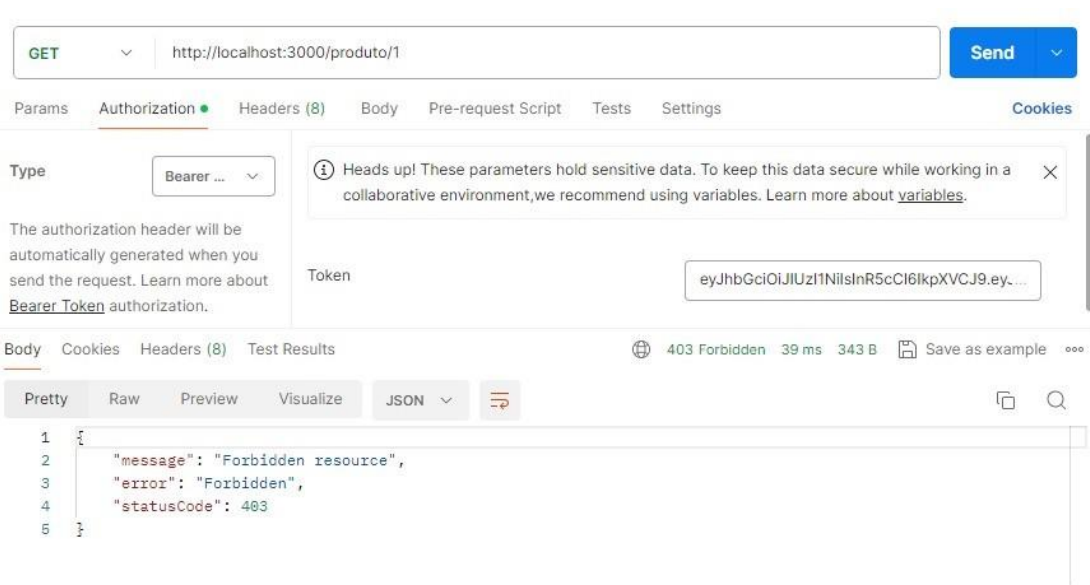 GET http://localhost:3000/produto/1 Send
Params Authorization Headers (8) Body Pre-request Script Tests Settings Cookies
Type Bearer ...
Heads up! These parameters hold sensitive data. To keep this data secure while working in a
collaborative environment,we recommend using variables. Learn more about variables.
The authorization header will be
automatically generated when you
send the request. Learn more about
Bearer Token authorization.
Token eyJhbGciOiJIUzI1NiIsInR5cCI6IkpXVCJ9.ey...
Body Cookies Headers (8) Test Results 403 Forbidden 39 ms 343 B Save as example
Pretty Raw Preview Visualize JSON
1 {
2 "message": "Forbidden resource",
3 "error": "Forbidden",
4 "statusCode": 403
5 }